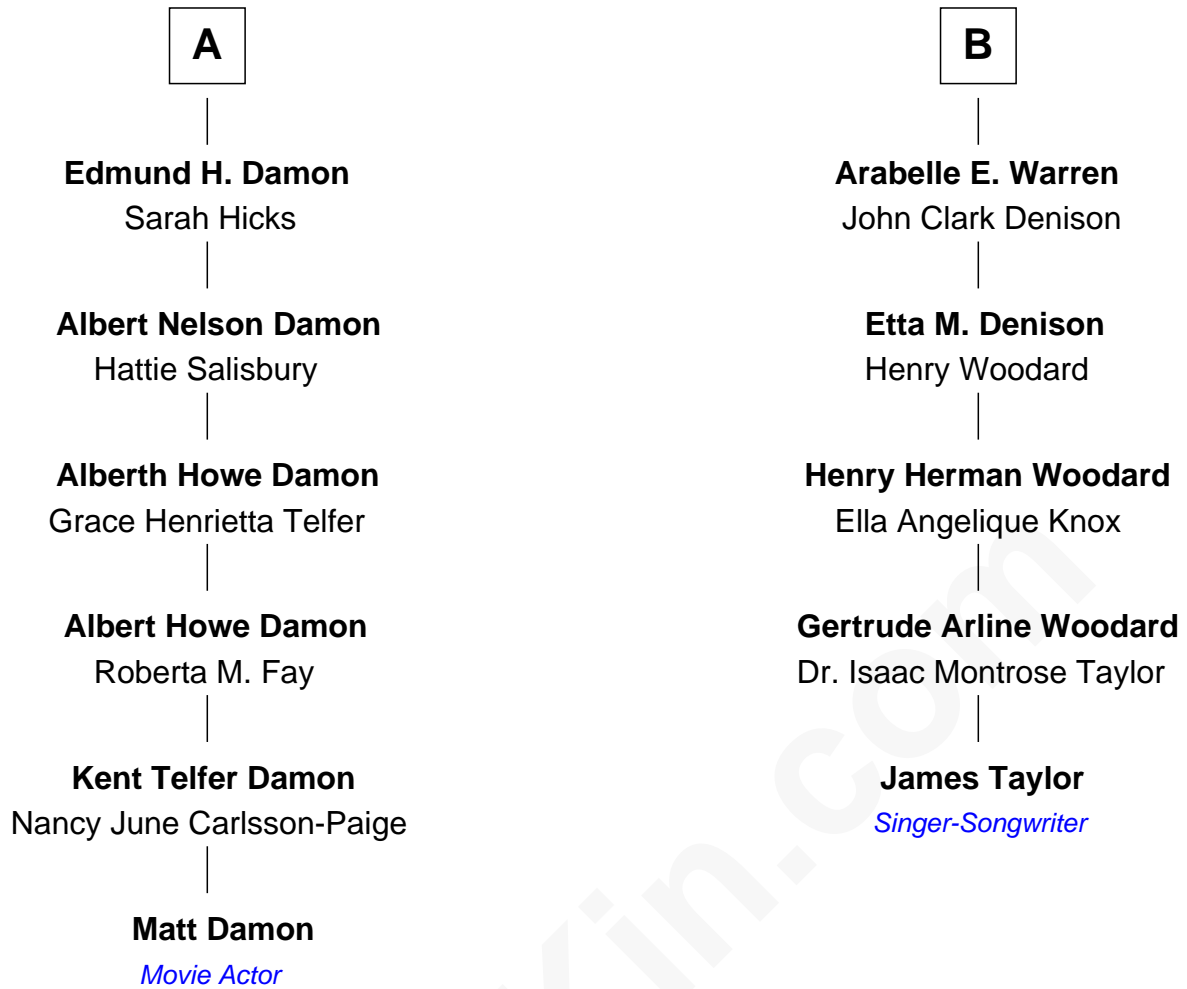 A
Edmund H. Damon
Sarah Hicks
Albert Nelson Damon
Hattie Salisbury
Alberth Howe Damon
Grace Henrietta Telfer
Albert Howe Damon
Roberta M. Fay
Kent Telfer Damon
Nancy June Carlsson-Paige
Matt Damon
Movie Actor
B
Arabelle E. Warren
John Clark Denison
Etta M. Denison
Henry Woodard
Henry Herman Woodard
Ella Angelique Knox
Gertrude Arline Woodard
Dr. Isaac Montrose Taylor
James Taylor
Singer-Songwriter
Kin.com